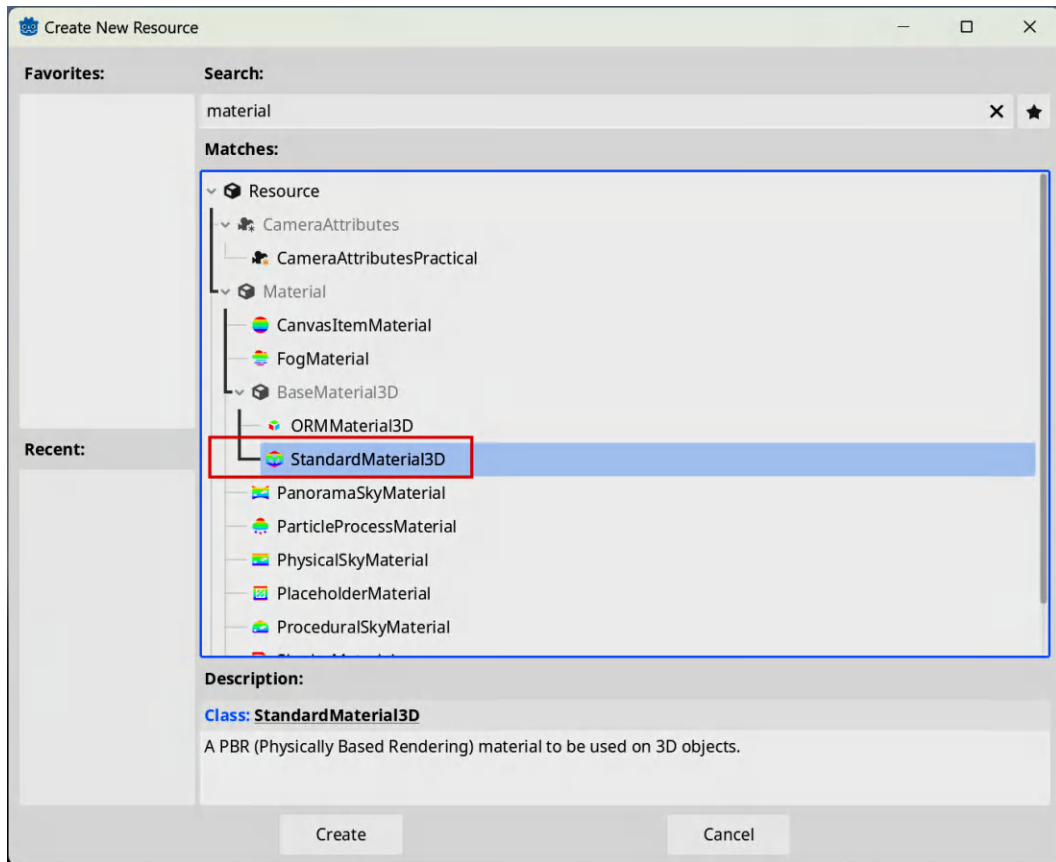 Create New Resource
Favorites:
Search:
material
Matches:
Resource
CameraAttributes
CameraAttributesPractical
Material
CanvasItemMaterial
FogMaterial
BaseMaterial3D
ORMMaterial3D
StandardMaterial3D
PanoramaSkyMaterial
ParticleProcessMaterial
PhysicalSkyMaterial
PlaceholderMaterial
ProceduralSkyMaterial
Recent:
Description:
Class: StandardMaterial3D
A PBR (Physically Based Rendering) material to be used on 3D objects.
Create
Cancel